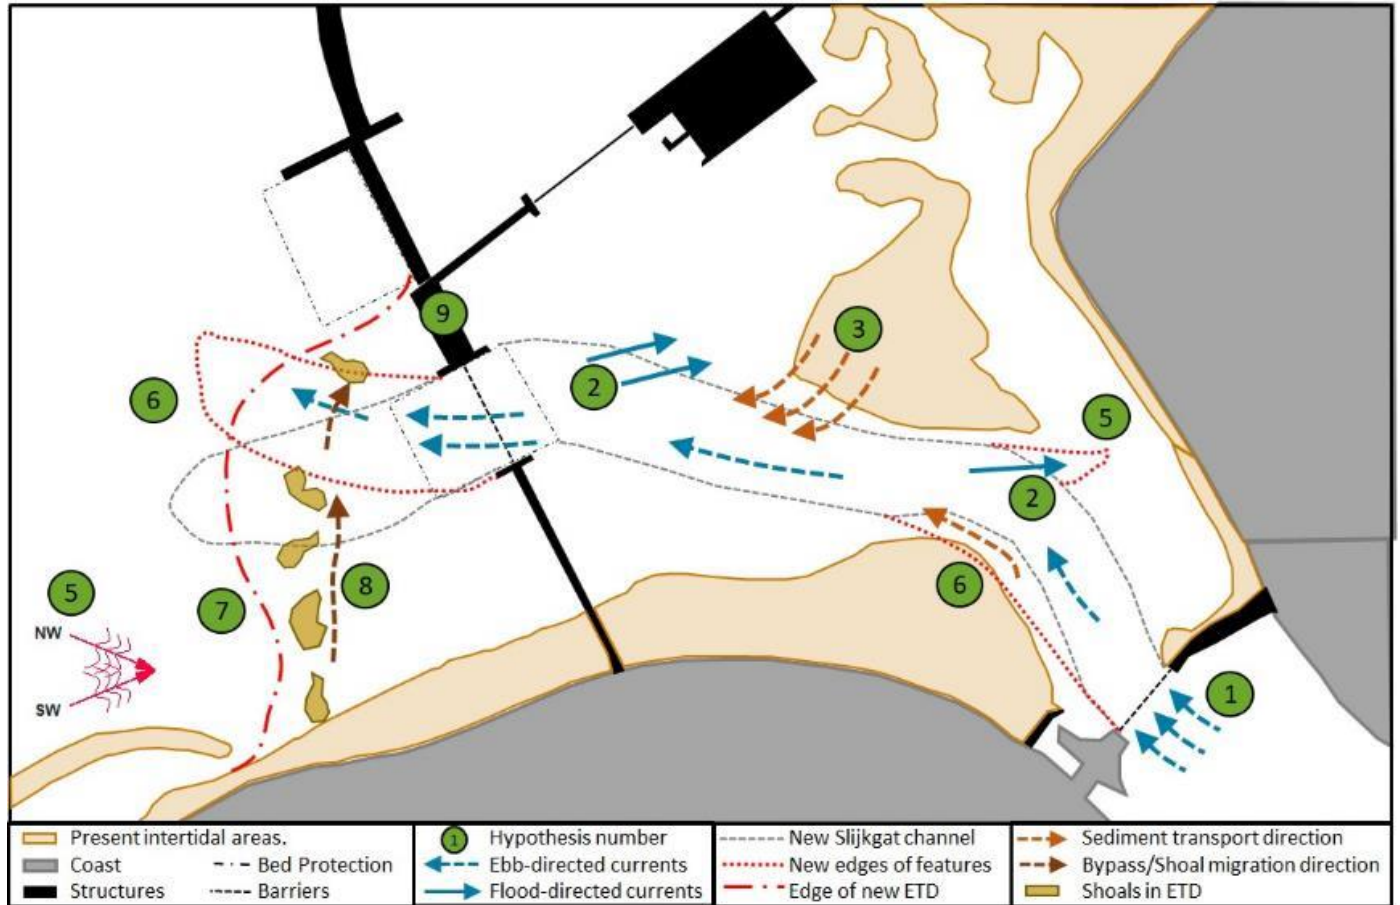 9
3
2
6
5
2
5
8
6
7
NW
SW
1
Present intertidal areas.
Coast
Bed Protection
Structures
Barriers
1
Hypothesis number
Ebb-directed currents
Flood-directed currents
New Slijkgat channel
New edges of features
Edge of new ETD
Sediment transport direction
Bypass/Shoal migration direction
Shoals in ETD